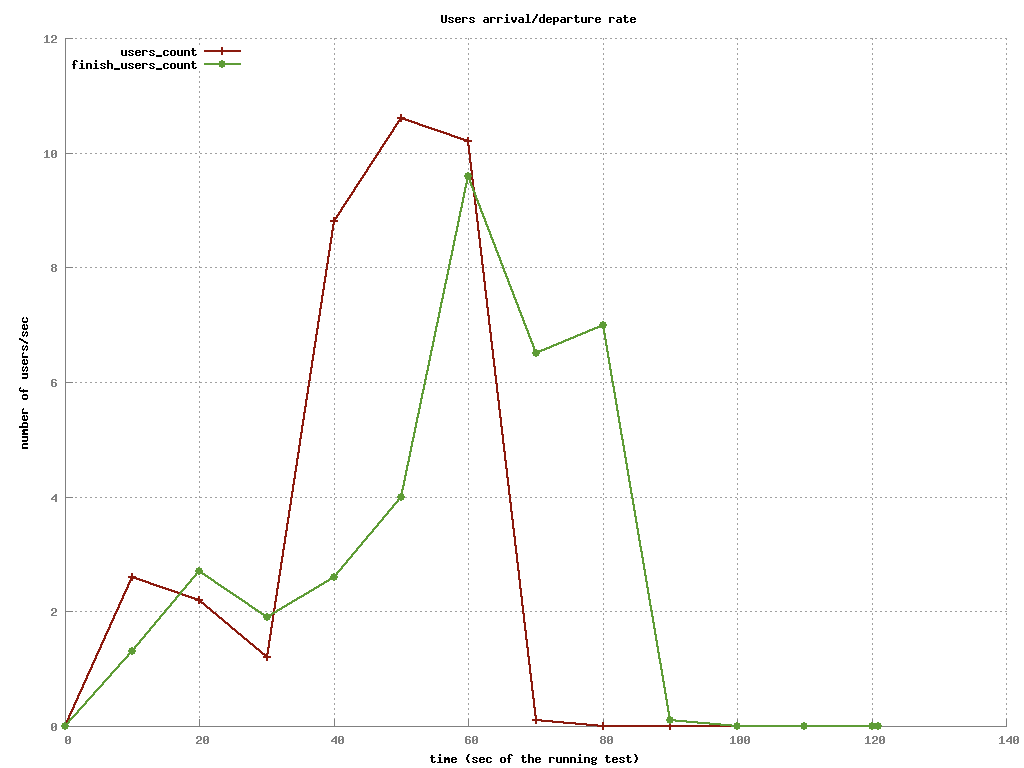 Users arrival/departure rate
users_count
finish_users_count
12
10
8
6
4
2
0
number of users/sec
0 20 40 60 80 100 120 140
time (sec of the running test)